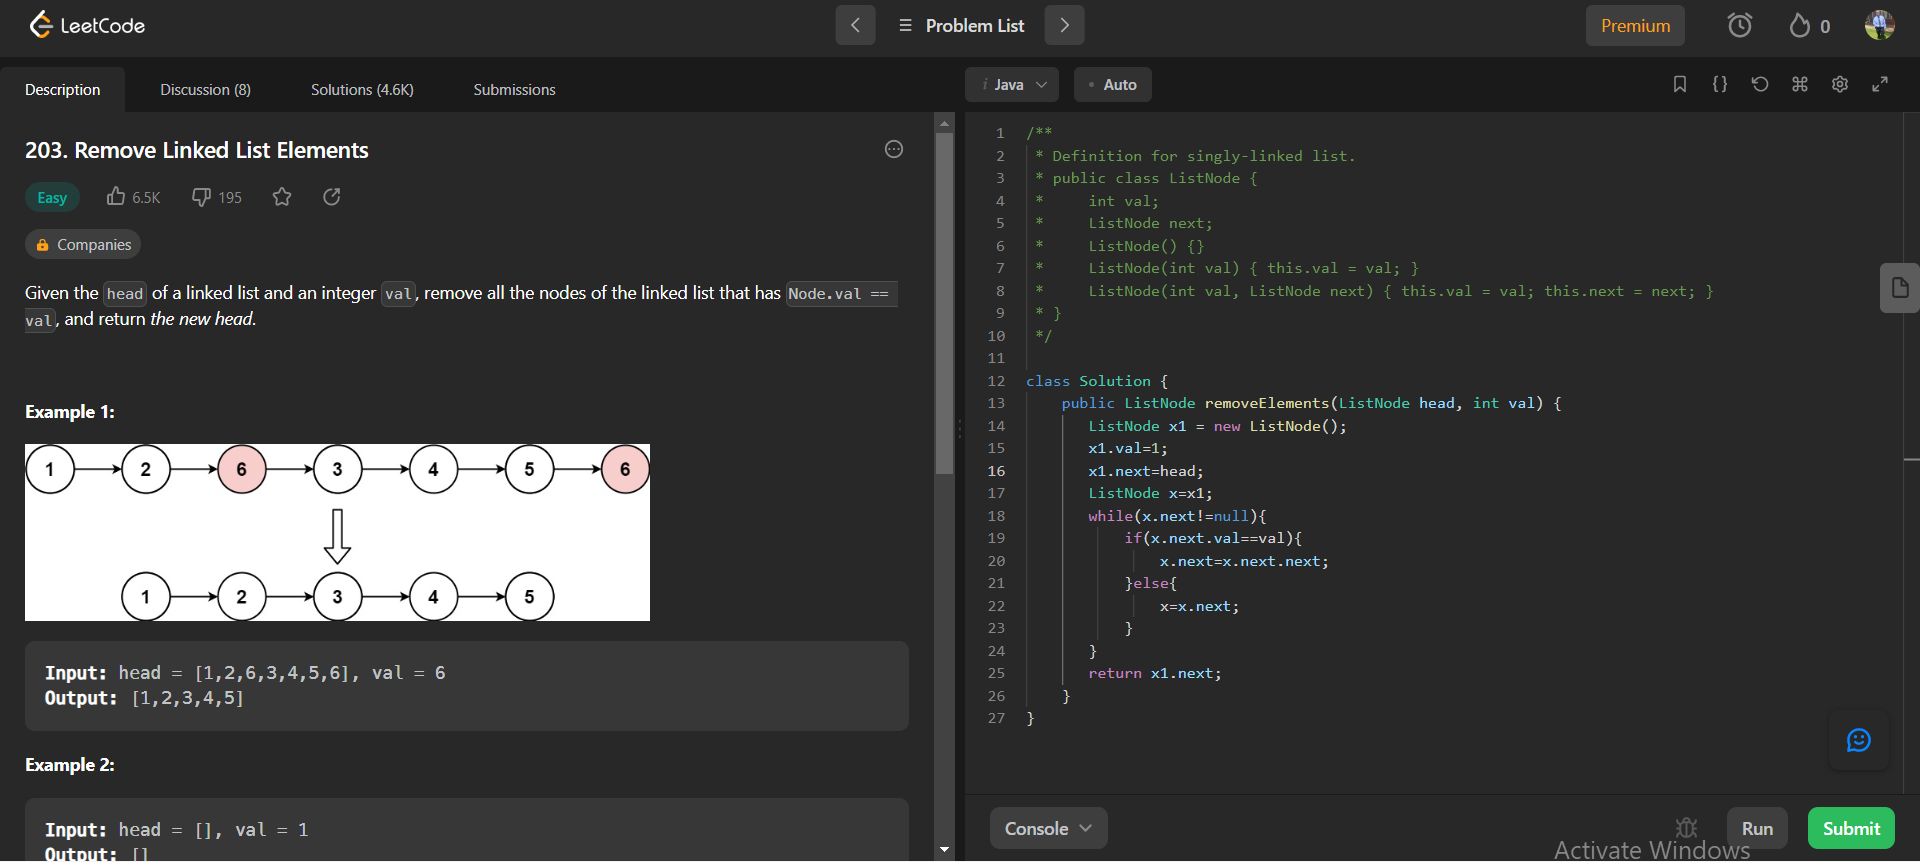 LeetCode
Problem List
Premium
0
Description
Discussion (8)
Solutions (4.6K)
Submissions
i Java
• Auto
203. Remove Linked List Elements
Easy
6.5K
195
Companies
Given the head of a linked list and an integer val, remove all the nodes of the linked list that has Node.val ==
val, and return the new head.
Example 1:
1 2 6 3 4 5 6
1 2 3 4 5
Input: head = [1,2,6,3,4,5,6], val = 6
Output: [1,2,3,4,5]
Example 2:
Input: head = [], val = 1
Output: []
1 /**
2 * Definition for singly-linked list.
3 * public class ListNode {
4 *     int val;
5 *     ListNode next;
6 *     ListNode() {}
7 *     ListNode(int val) { this.val = val; }
8 *     ListNode(int val, ListNode next) { this.val = val; this.next = next; }
9 * }
10 */
11
12 class Solution {
13     public ListNode removeElements(ListNode head, int val) {
14         ListNode x1 = new ListNode();
15         x1.val=1;
16         x1.next=head;
17         ListNode x=x1;
18         while(x.next!=null){
19             if(x.next.val==val){
20                 x.next=x.next.next;
21             }else{
22                 x=x.next;
23             }
24         }
25         return x1.next;
26     }
27 }
Console
Run
Submit
Activate Windows